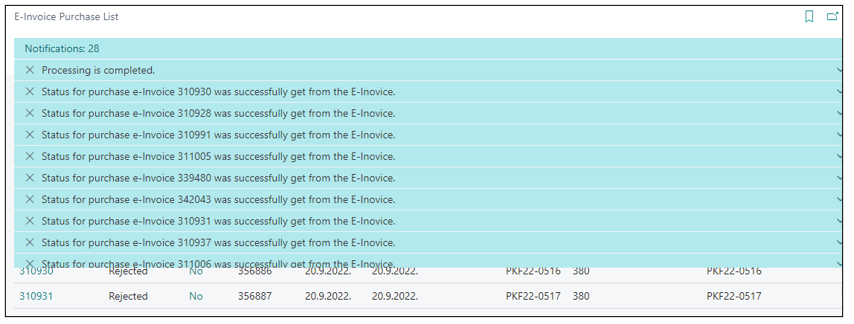 E-Invoice Purchase List
Notifications: 28
Processing is completed.
Status for purchase e-Invoice 310930 was successfully get from the E-Inovice.
Status for purchase e-Invoice 310928 was successfully get from the E-Inovice.
Status for purchase e-Invoice 310991 was successfully get from the E-Inovice.
Status for purchase e-Invoice 311005 was successfully get from the E-Inovice.
Status for purchase e-Invoice 339480 was successfully get from the E-Inovice.
Status for purchase e-Invoice 342043 was successfully get from the E-Inovice.
Status for purchase e-Invoice 310931 was successfully get from the E-Inovice.
Status for purchase e-Invoice 310937 was successfully get from the E-Inovice.
Status for purchase e-Invoice 311006 was successfully get from the E-Inovice.
310930 Rejected No 356886 20.9.2022. 20.9.2022. PKF22-0516 380 PKF22-0516
310931 Rejected No 356887 20.9.2022. 20.9.2022. PKF22-0517 380 PKF22-0517